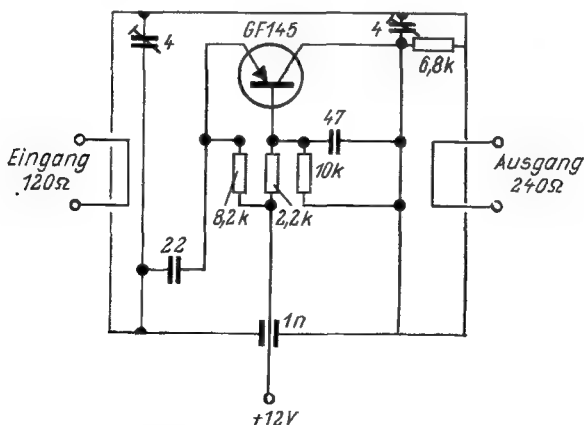 GF145
4
4
6,8k
Eingang
120Ω
47
Ausgang
240Ω
10k
8,2k
2,2k
22
1n
+12V